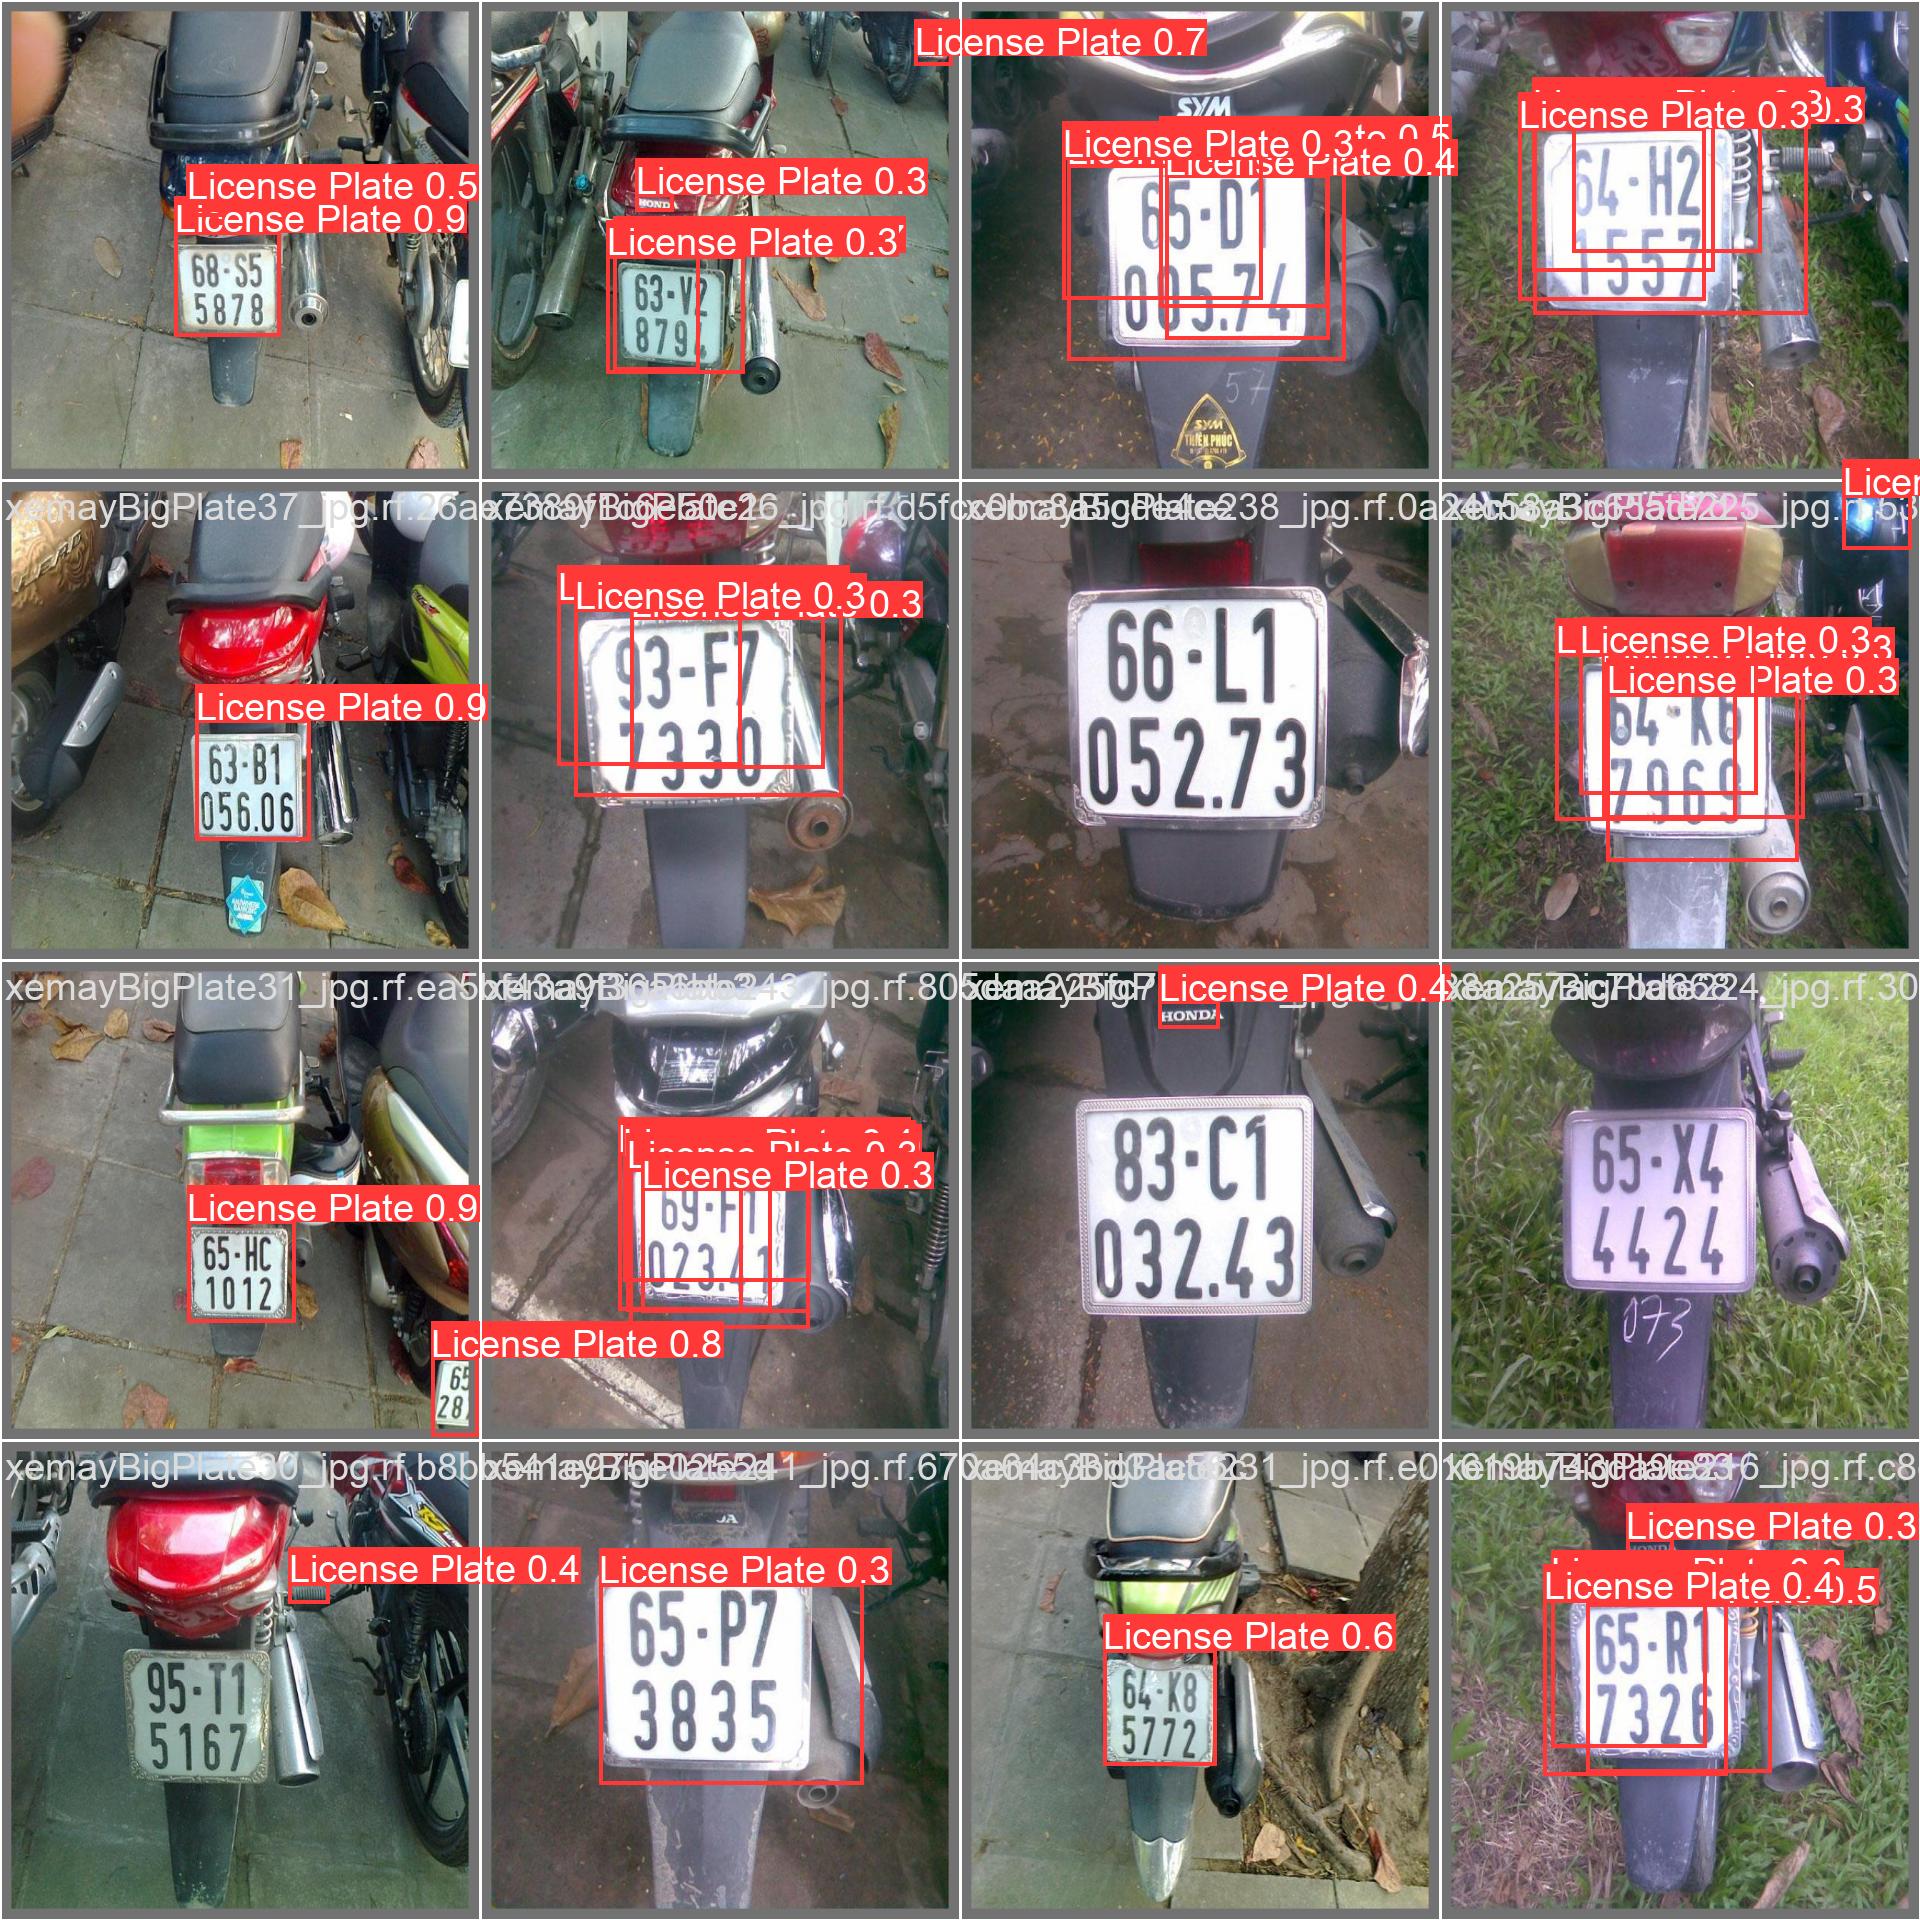 License Plate 0.5
License Plate 0.9
68-S5
5878
License Plate 0.7
License Plate 0.3
HONDA
License Plate 0.3
63-V2
879
SYM
License Plate 0.3
License Plate 0.4
65-D1
005.74
57
SYM
THIÊN PHÚC
License Plate 0.3
0.3
64-H2
1557
xemayBigPlate37_jpg.rf.26ae
License Plate 0.9
63-B1
056.06
License Plate 0.3
0.3
93-F7
7330
66-L1
052.73
License Plate 0.3
License Plate 0.3
64-K6
7969
xemayBigPlate31_jpg.rf.ea5
License Plate 0.9
65-HC
1012
License Plate 0.8
65
28
License Plate 0.3
69-F1
023.41
License Plate 0.4
HONDA
83-C1
032.43
65-X4
4424
073
xemayBigPlate30_jpg.rf.b8b
License Plate 0.4
95-T1
5167
License Plate 0.3
65-P7
3835
License Plate 0.6
64-K8
5772
License Plate 0.3
License Plate 0.4
0.5
65-R1
7326